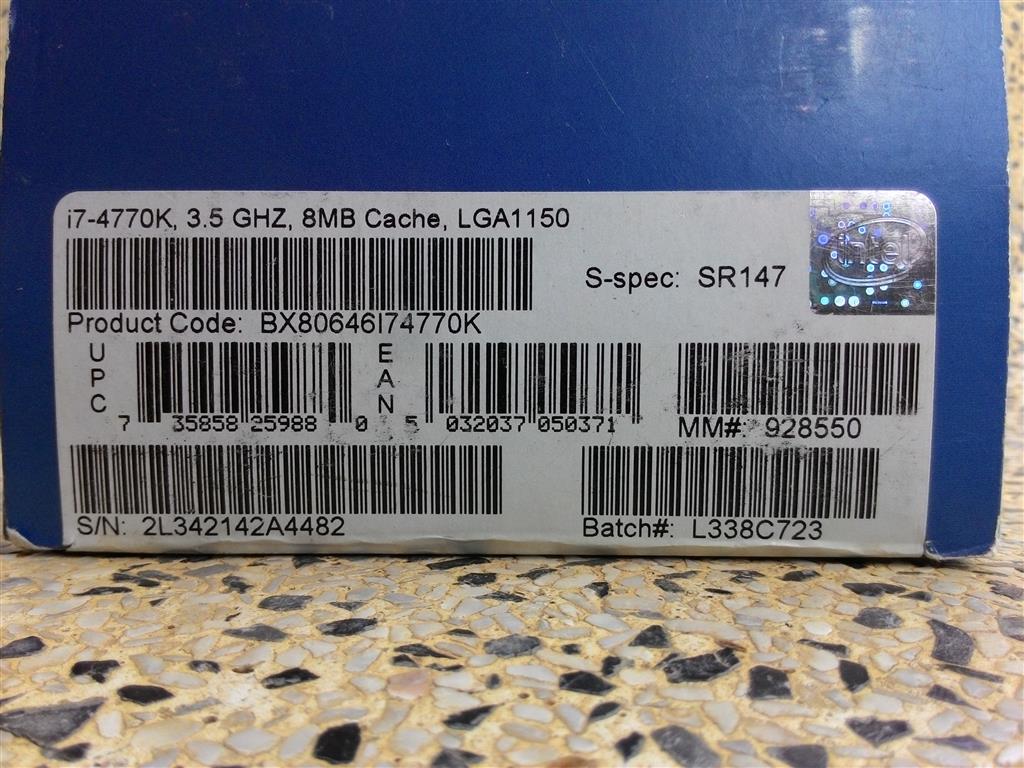 i7-4770K, 3.5 GHZ, 8MB Cache, LGA1150
intel
S-spec: SR147
Product Code: BX80646I74770K
UPC
7 35858 25988 0
EAN
5 032037 050371
MM#: 928550
S/N: 2L342142A4482
Batch#: L338C723